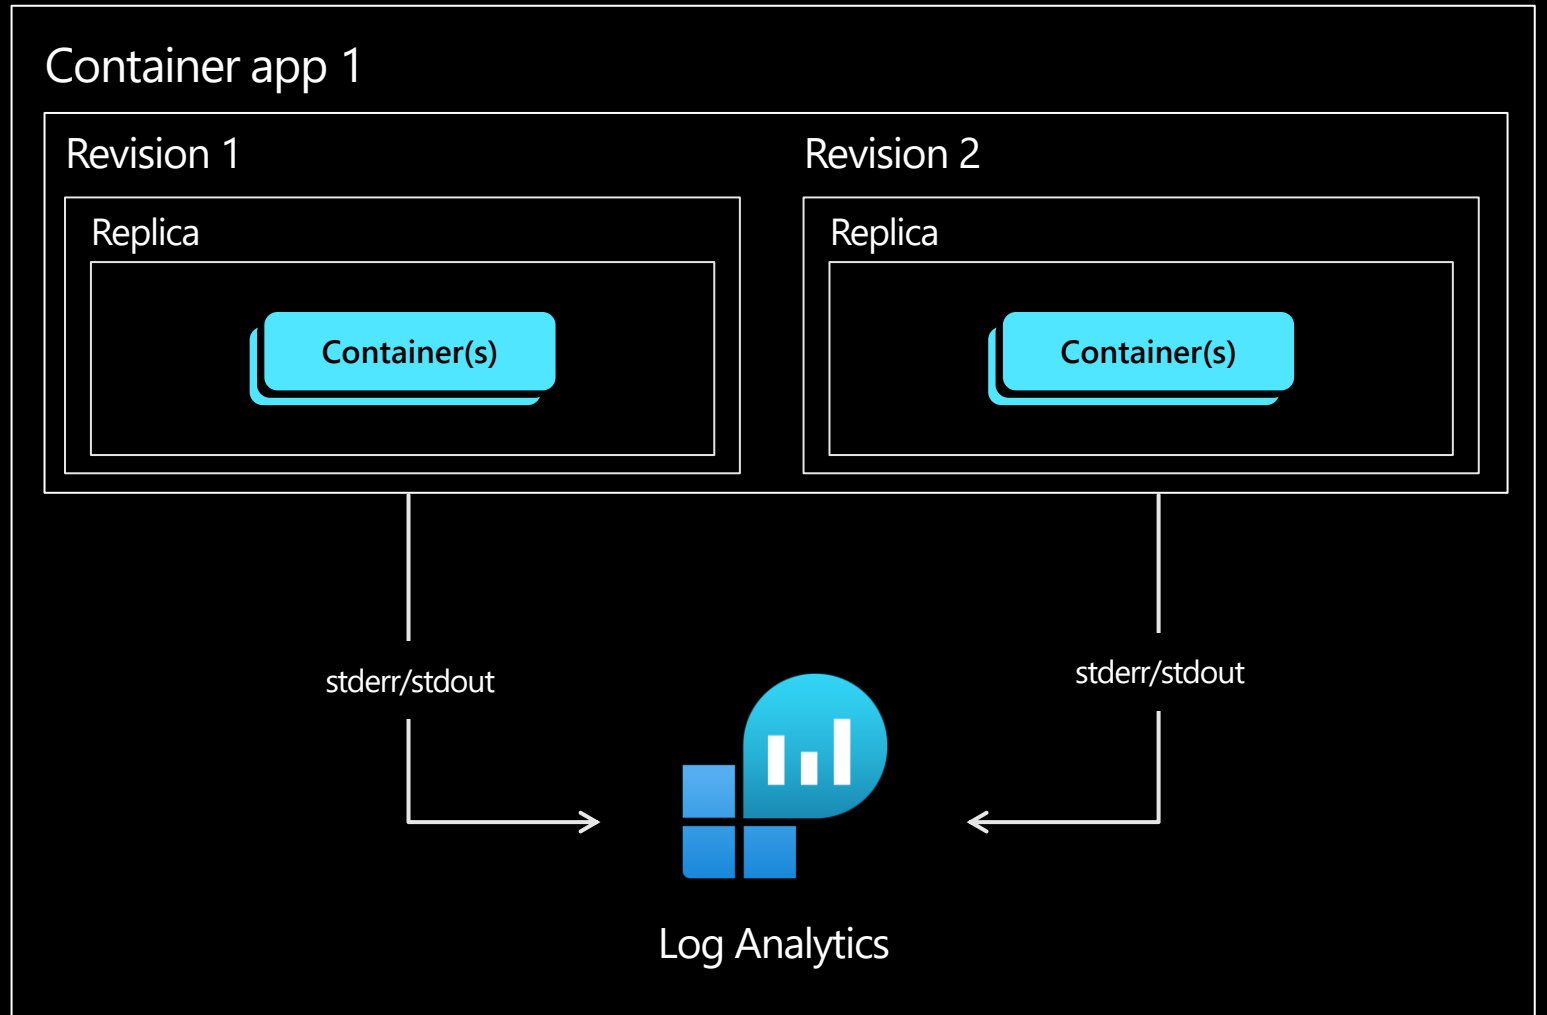 Container app 1
Revision 1
Revision 2
Replica
Replica
Container(s)
Container(s)
stderr/stdout
stderr/stdout
Log Analytics